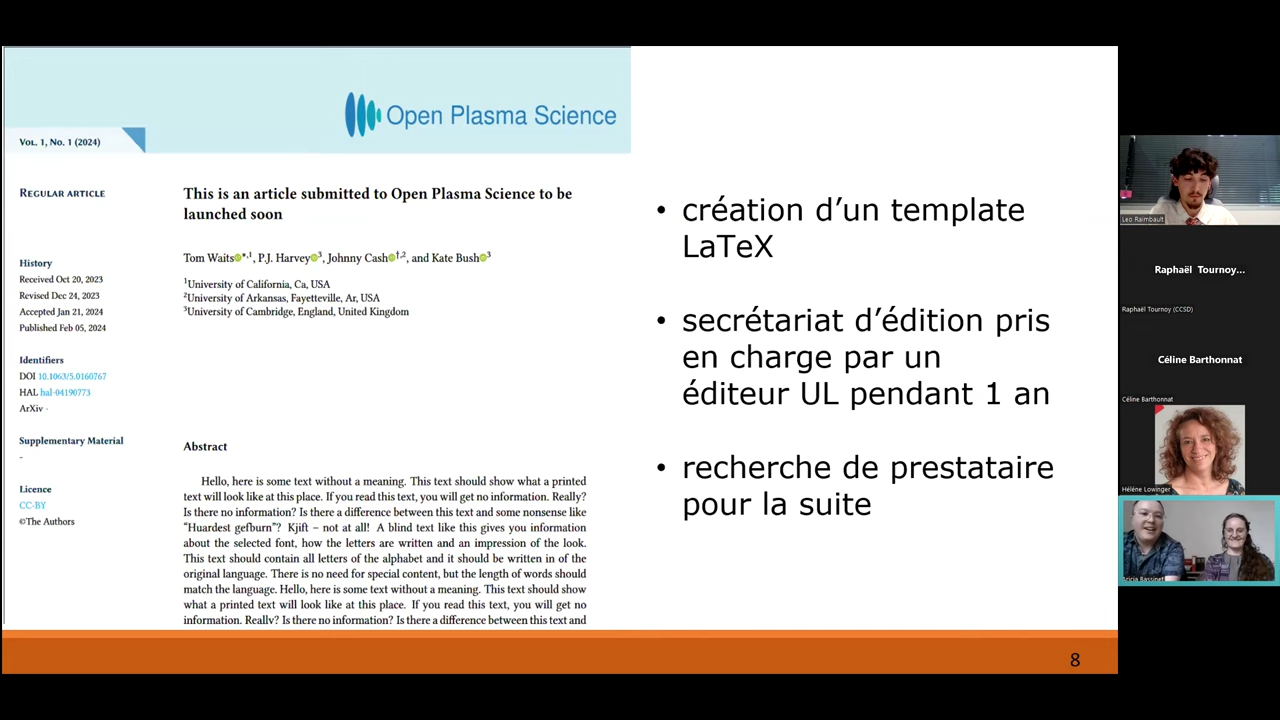 Open Plasma Science
Vol. 1, No. 1 (2024)
Regular article
This is an article submitted to Open Plasma Science to be
launched soon
Tom Waits*,1, P.J. Harvey3, Johnny Cash†,2, and Kate Bush3
1University of California, Ca, USA
2University of Arkansas, Fayetteville, Ar, USA
3University of Cambridge, England, United Kingdom
History
Received Oct 20, 2023
Revised Dec 24, 2023
Accepted Jan 21, 2024
Published Feb 05, 2024
Identifiers
DOI 10.1063/5.0160767
HAL hal-04190773
ArXiv -
Supplementary Material
-
Licence
CC-BY
©The Authors
Abstract
Hello, here is some text without a meaning. This text should show what a printed
text will look like at this place. If you read this text, you will get no information. Really?
Is there no information? Is there a difference between this text and some nonsense like
“Huardest gefburn”? Kjift – not at all! A blind text like this gives you information
about the selected font, how the letters are written and an impression of the look.
This text should contain all letters of the alphabet and it should be written in of the
original language. There is no need for special content, but the length of words should
match the language. Hello, here is some text without a meaning. This text should show
what a printed text will look like at this place. If you read this text, you will get no
information. Really? Is there no information? Is there a difference between this text and
• création d’un template
LaTeX
• secrétariat d’édition pris
en charge par un
éditeur UL pendant 1 an
• recherche de prestataire
pour la suite
8
Leo Raimbault
Raphaël Tournoy...
Raphaël Tournoy (CCSD)
Céline Barthonnat
Céline Barthonnat
Hélène Lowinger
Aricia Bassinet